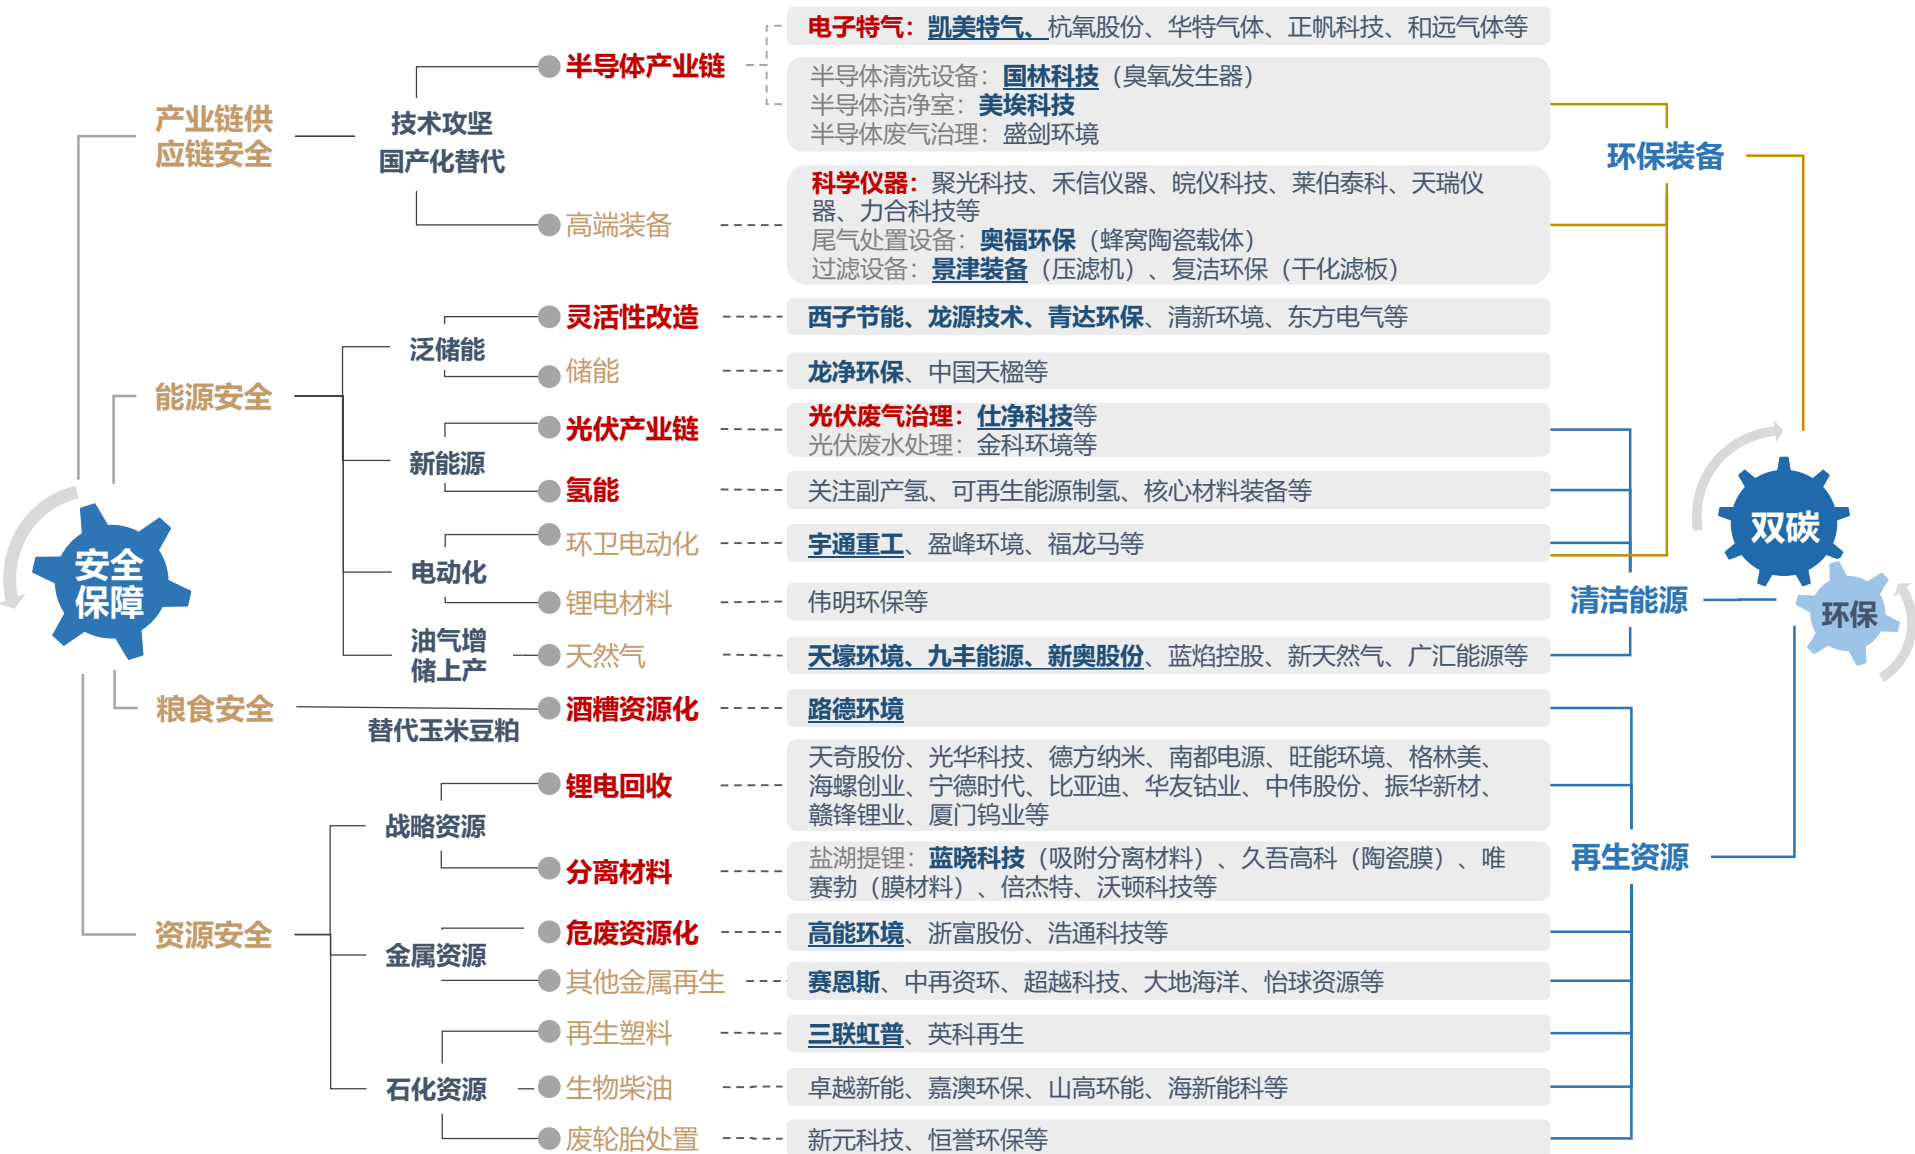 电子特气：凯美特气、杭氧股份、华特气体、正帆科技、和远气体等
半导体产业链
半导体清洗设备：国林科技（臭氧发生器）
半导体洁净室：美埃科技
半导体废气治理：盛剑环境
产业链供
应链安全
技术攻坚
国产化替代
环保装备
科学仪器：聚光科技、禾信仪器、皖仪科技、莱伯泰科、天瑞仪
器、力合科技等
尾气处置设备：奥福环保（蜂窝陶瓷载体）
过滤设备：景津装备（压滤机）、复洁环保（干化滤板）
高端装备
灵活性改造
西子节能、龙源技术、青达环保、清新环境、东方电气等
泛储能
储能
龙净环保、中国天楹等
能源安全
光伏产业链
光伏废气治理：仕净科技等
光伏废水处理：金科环境等
新能源
氢能
关注副产氢、可再生能源制氢、核心材料装备等
双碳
环卫电动化
宇通重工、盈峰环境、福龙马等
安全
保障
电动化
锂电材料
伟明环保等
清洁能源
环保
油气增
储上产
天然气
天壕环境、九丰能源、新奥股份、蓝焰控股、新天然气、广汇能源等
粮食安全
替代玉米豆粕
酒糟资源化
路德环境
锂电回收
天奇股份、光华科技、德方纳米、南都电源、旺能环境、格林美、
海螺创业、宁德时代、比亚迪、华友钴业、中伟股份、振华新材、
赣锋锂业、厦门钨业等
战略资源
再生资源
分离材料
盐湖提锂：蓝晓科技（吸附分离材料）、久吾高科（陶瓷膜）、唯
赛勃（膜材料）、倍杰特、沃顿科技等
资源安全
危废资源化
高能环境、浙富股份、浩通科技等
金属资源
其他金属再生
赛恩斯、中再资环、超越科技、大地海洋、怡球资源等
再生塑料
三联虹普、英科再生
石化资源
生物柴油
卓越新能、嘉澳环保、山高环能、海新能科等
废轮胎处置
新元科技、恒誉环保等